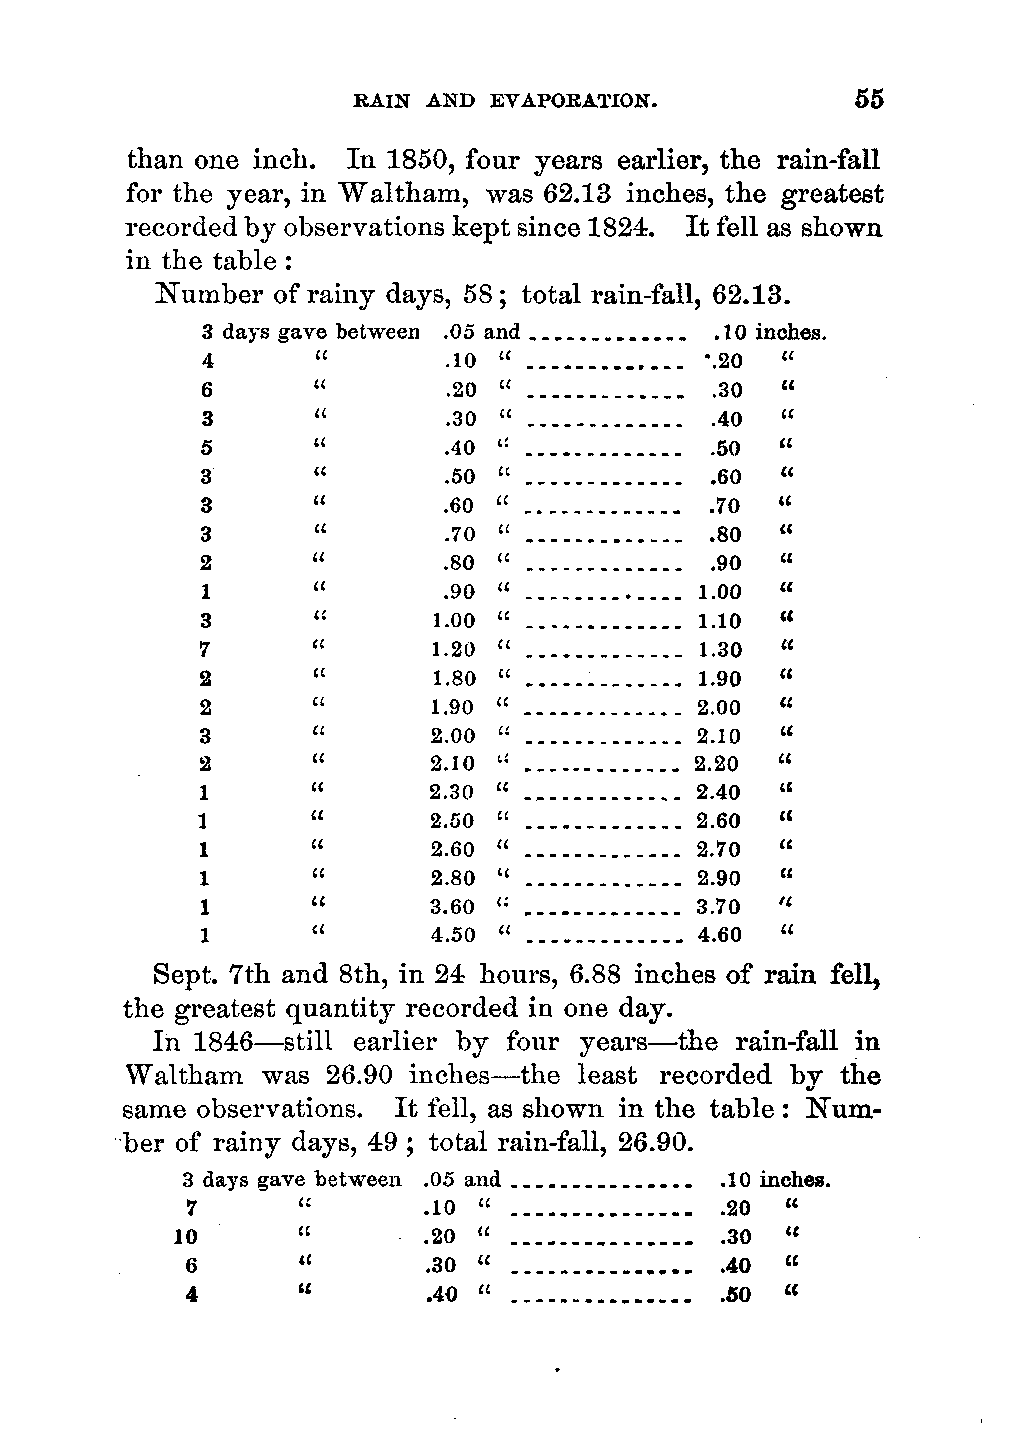 RAIN AND EVAPORATION. 55
than one inch. In 1850, four years earlier, the rain-fall
for the year, in Waltham, was 62.13 inches, the greatest
recorded by observations kept since 1824. It fell as shown
in the table :
Number of rainy days, 58 ; total rain-fall, 62.13.
3 days gave between .05 and ------------- .10 inches.
4 “ .10 “ ------------- .20 “
6 “ .20 “ ------------- .30 “
3 “ .30 “ ------------- .40 “
5 “ .40 “ ------------- .50 “
3 “ .50 “ ------------- .60 “
3 “ .60 “ ------------- .70 “
3 “ .70 “ ------------- .80 “
2 “ .80 “ ------------- .90 “
1 “ .90 “ ------------- 1.00 “
3 “ 1.00 “ ------------- 1.10 “
7 “ 1.20 “ ------------- 1.30 “
2 “ 1.80 “ ------------- 1.90 “
2 “ 1.90 “ ------------- 2.00 “
3 “ 2.00 “ ------------- 2.10 “
2 “ 2.10 “ ------------- 2.20 “
1 “ 2.30 “ ------------- 2.40 “
1 “ 2.50 “ ------------- 2.60 “
1 “ 2.60 “ ------------- 2.70 “
1 “ 2.80 “ ------------- 2.90 “
1 “ 3.60 “ ------------- 3.70 “
1 “ 4.50 “ ------------- 4.60 “
Sept. 7th and 8th, in 24 hours, 6.88 inches of rain fell,
the greatest quantity recorded in one day.
In 1846—still earlier by four years—the rain-fall in
Waltham was 26.90 inches—the least recorded by the
same observations. It fell, as shown in the table : Num-
ber of rainy days, 49 ; total rain-fall, 26.90.
3 days gave between .05 and --------------- .10 inches.
7 “ .10 “ --------------- .20 “
10 “ .20 “ --------------- .30 “
6 “ .30 “ --------------- .40 “
4 “ .40 “ --------------- .50 “